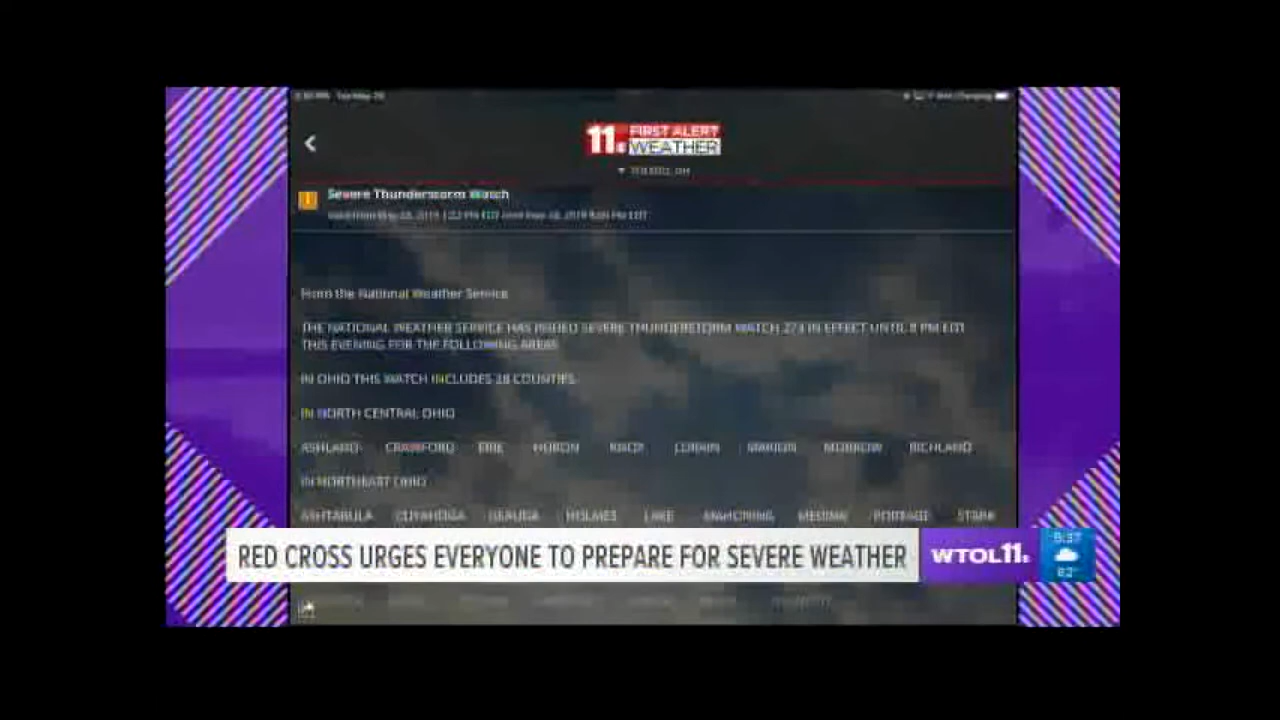 11 FIRST ALERT
WEATHER
TOLEDO, OH
Severe Thunderstorm Watch
From the National Weather Service
THE NATIONAL WEATHER SERVICE HAS ISSUED SEVERE THUNDERSTORM WATCH IN EFFECT UNTIL 9 PM EDT
THIS EVENING FOR THE FOLLOWING AREAS
IN OHIO THIS WATCH INCLUDES 28 COUNTIES
IN NORTH CENTRAL OHIO
ASHLAND CRAWFORD ERIE HURON KNOX LORAIN MARION MORROW RICHLAND
IN NORTHEAST OHIO
ASHTABULA CUYAHOGA GEAUGA HOLMES LAKE MAHONING MEDINA PORTAGE STARK
RED CROSS URGES EVERYONE TO PREPARE FOR SEVERE WEATHER
WTOL11
5:37
82°